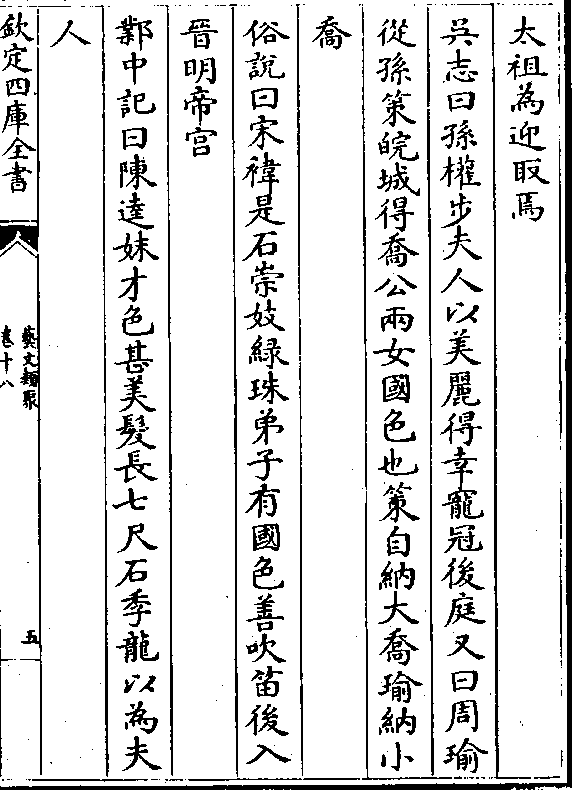 太祖為迎取焉
吳志曰孫權步夫人以美麗得幸寵冠後庭又曰周瑜
從孫策皖城得喬公兩女國色也策自納大喬瑜納小
喬
俗說曰宋褘是石崇妓綠珠弟子有國色善吹笛後入
晉明帝宮
鄴中記曰陳逵妹才色甚美髮長七尺石季龍以為夫
人
欽定四庫全書
藝文類聚
卷十八
五